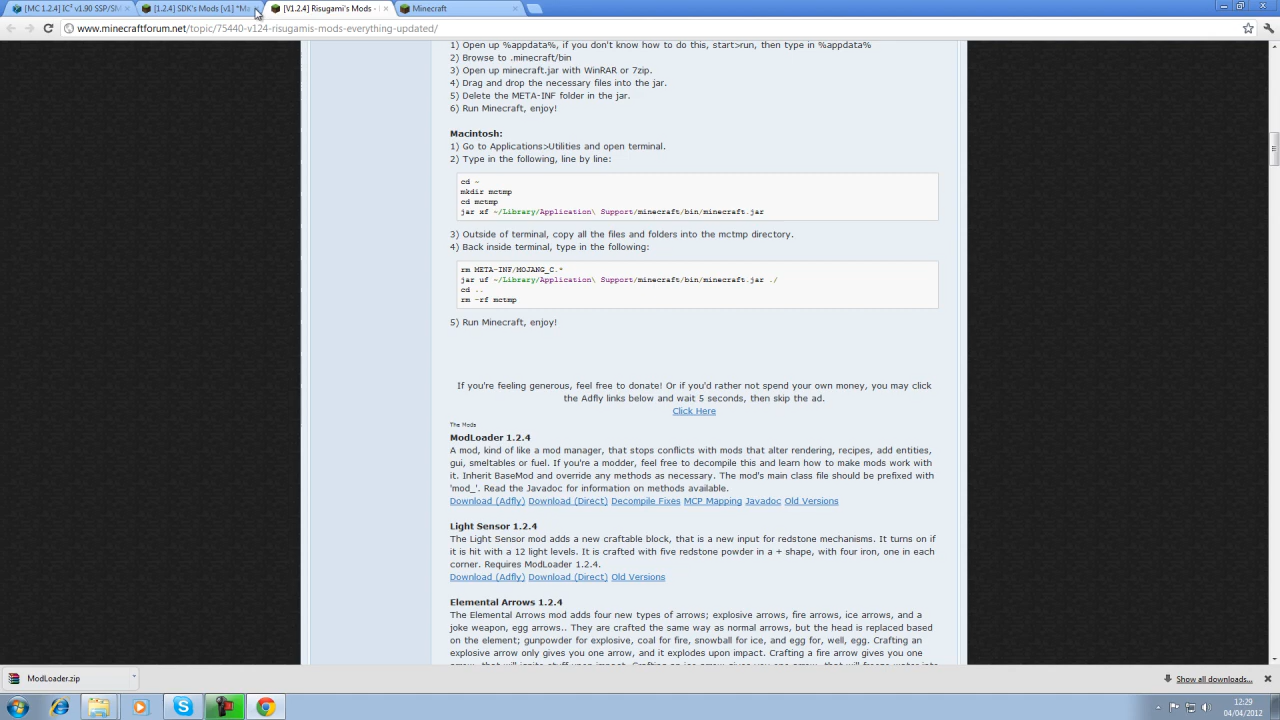 [MC 1.2.4] IC² v1.90 SSP/SM
[1.2.4] SDK's Mods [v1] *Ma
[V1.2.4] Risugami's Mods -
Minecraft
www.minecraftforum.net/topic/75440-v124-risugamis-mods-everything-updated/
1) Open up %appdata%, if you don't know how to do this, start>run, then type in %appdata%
2) Browse to .minecraft/bin
3) Open up minecraft.jar with WinRAR or 7zip.
4) Drag and drop the necessary files into the jar.
5) Delete the META-INF folder in the jar.
6) Run Minecraft, enjoy!
Macintosh:
1) Go to Applications>Utilities and open terminal.
2) Type in the following, line by line:
cd ~
mkdir mctmp
cd mctmp
jar xf ~/Library/Application\ Support/minecraft/bin/minecraft.jar
3) Outside of terminal, copy all the files and folders into the mctmp directory.
4) Back inside terminal, type in the following:
rm META-INF/MOJANG_C.*
jar uf ~/Library/Application\ Support/minecraft/bin/minecraft.jar ./
cd ..
rm -rf mctmp
5) Run Minecraft, enjoy!
If you're feeling generous, feel free to donate! Or if you'd rather not spend your own money, you may click
the Adfly links below and wait 5 seconds, then skip the ad.
Click Here
The Mods
ModLoader 1.2.4
A mod, kind of like a mod manager, that stops conflicts with mods that alter rendering, recipes, add entities,
gui, smeltables or fuel. If you're a modder, feel free to decompile this and learn how to make mods work with
it. Inherit BaseMod and override any methods as necessary. The mod's main class file should be prefixed with
'mod_'. Read the Javadoc for information on methods available.
Download (Adfly) Download (Direct) Decompile Fixes MCP Mapping Javadoc Old Versions
Light Sensor 1.2.4
The Light Sensor mod adds a new craftable block, that is a new input for redstone mechanisms. It turns on if
it is hit with a 12 light levels. It is crafted with five redstone powder in a + shape, with four iron, one in each
corner. Requires ModLoader 1.2.4.
Download (Adfly) Download (Direct) Old Versions
Elemental Arrows 1.2.4
The Elemental Arrows mod adds four new types of arrows; explosive arrows, fire arrows, ice arrows, and a
joke weapon, egg arrows.. They are crafted the same way as normal arrows, but the head is replaced based
on the element; gunpowder for explosive, coal for fire, snowball for ice, and egg for, well, egg. Crafting an
explosive arrow only gives you one arrow, and it explodes upon impact. Crafting a fire arrow gives you one
ModLoader.zip
Show all downloads...
12:29
04/04/2012